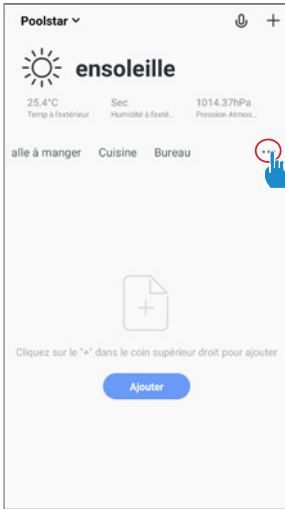 Poolstar
ensoleille
25.4°C Sec 1014.37hPa
Temp à l'extérieur Humidité à l'exté... Pression Atmos...
alle à manger Cuisine Bureau ...
Cliquez sur le "+" dans le coin supérieur droit pour ajouter
Ajouter